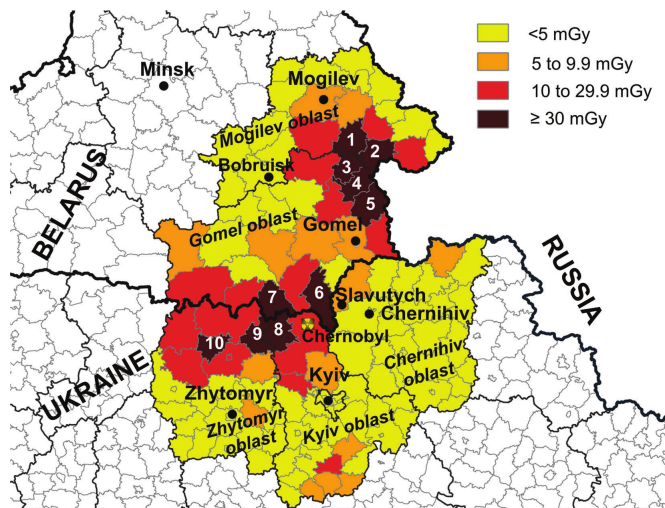 <5 mGy
5 to 9.9 mGy
10 to 29.9 mGy
≥ 30 mGy
Minsk
Mogilev
Mogilev oblast
1
2
Bobruisk
3
4
5
BELARUS
Gomel oblast
Gomel
RUSSIA
7
6
Slavutych
Chernihiv
10
9
8
Chernobyl
Chernihiv
oblast
UKRAINE
Kyiv
Zhytomyr
Zhytomyr
oblast
Kyiv oblast